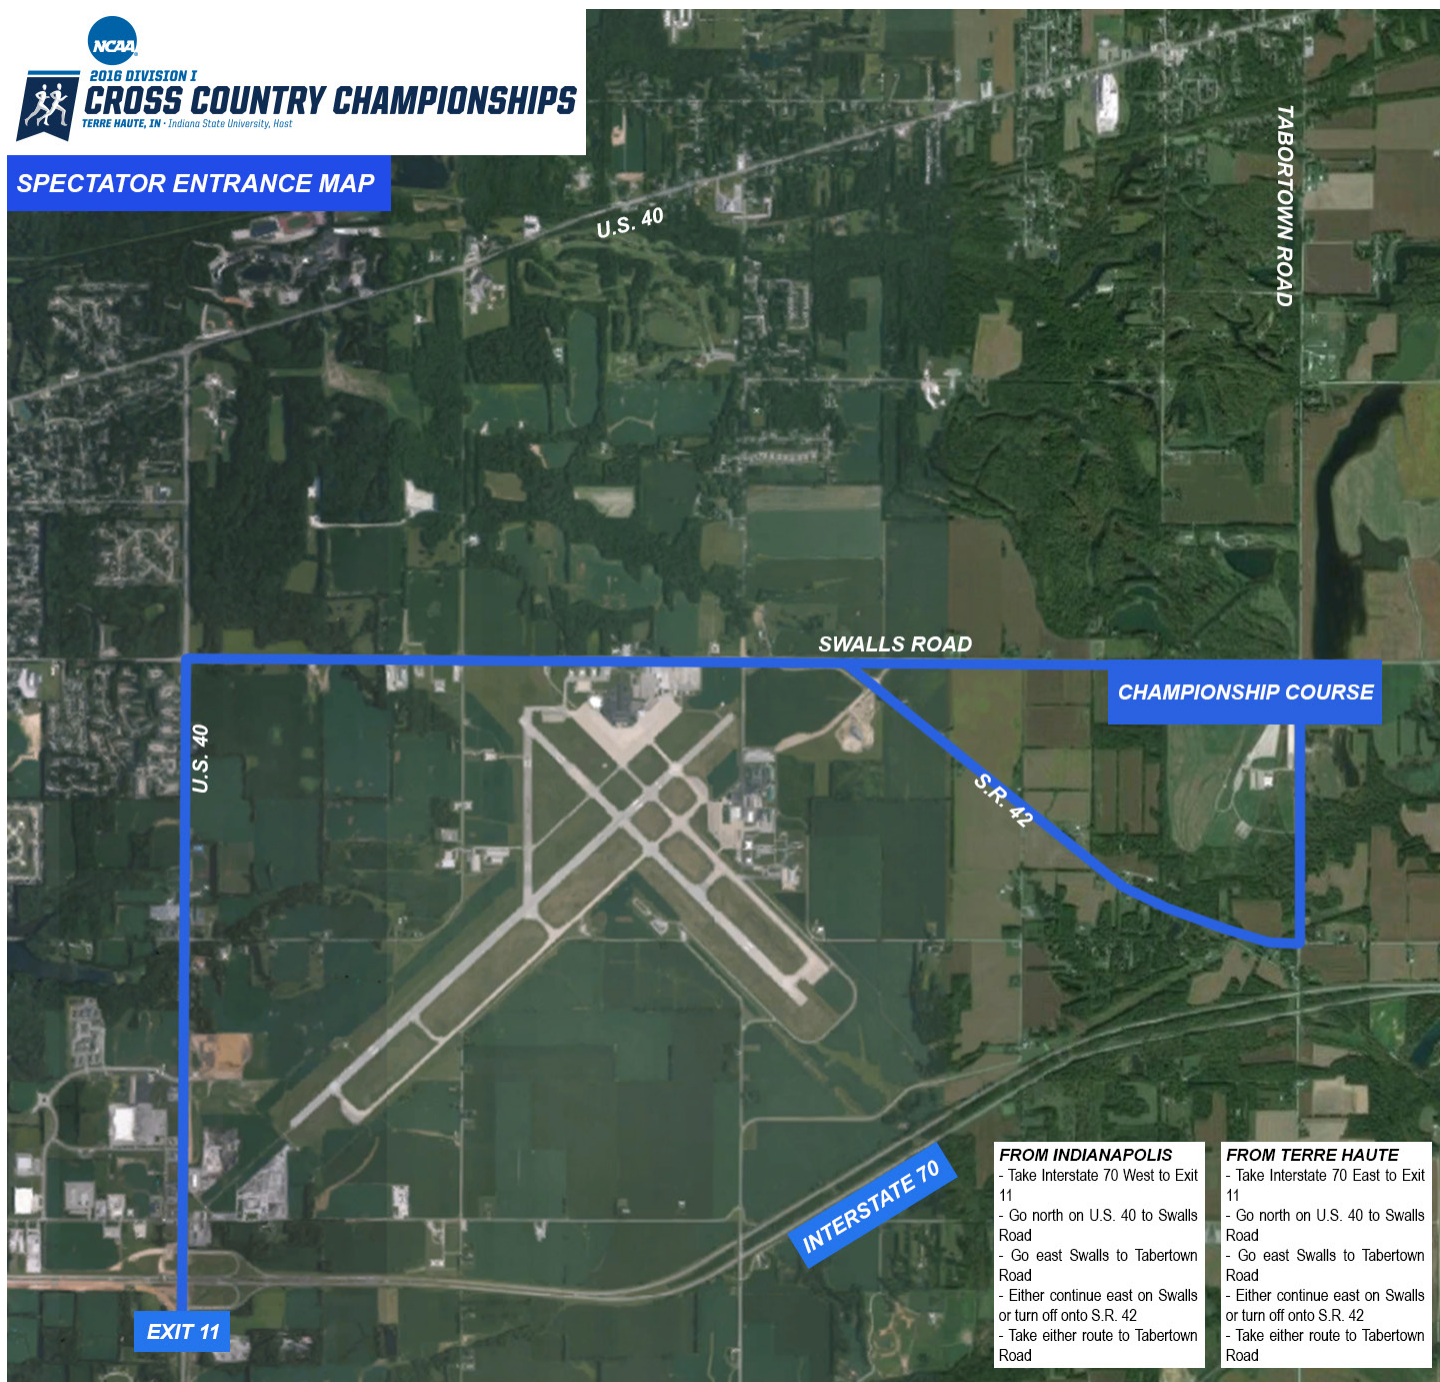 NCAA
2016 DIVISION I
CROSS COUNTRY CHAMPIONSHIPS
TERRE HAUTE, IN • Indiana State University, Host
SPECTATOR ENTRANCE MAP
TABORTOWN ROAD
U.S. 40
SWALLS ROAD
CHAMPIONSHIP COURSE
U.S. 40
S.R. 42
INTERSTATE 70
EXIT 11
FROM INDIANAPOLIS
- Take Interstate 70 West to Exit
11
- Go north on U.S. 40 to Swalls
Road
- Go east Swalls to Tabertown
Road
- Either continue east on Swalls
or turn off onto S.R. 42
- Take either route to Tabertown
Road
FROM TERRE HAUTE
- Take Interstate 70 East to Exit
11
- Go north on U.S. 40 to Swalls
Road
- Go east Swalls to Tabertown
Road
- Either continue east on Swalls
or turn off onto S.R. 42
- Take either route to Tabertown
Road